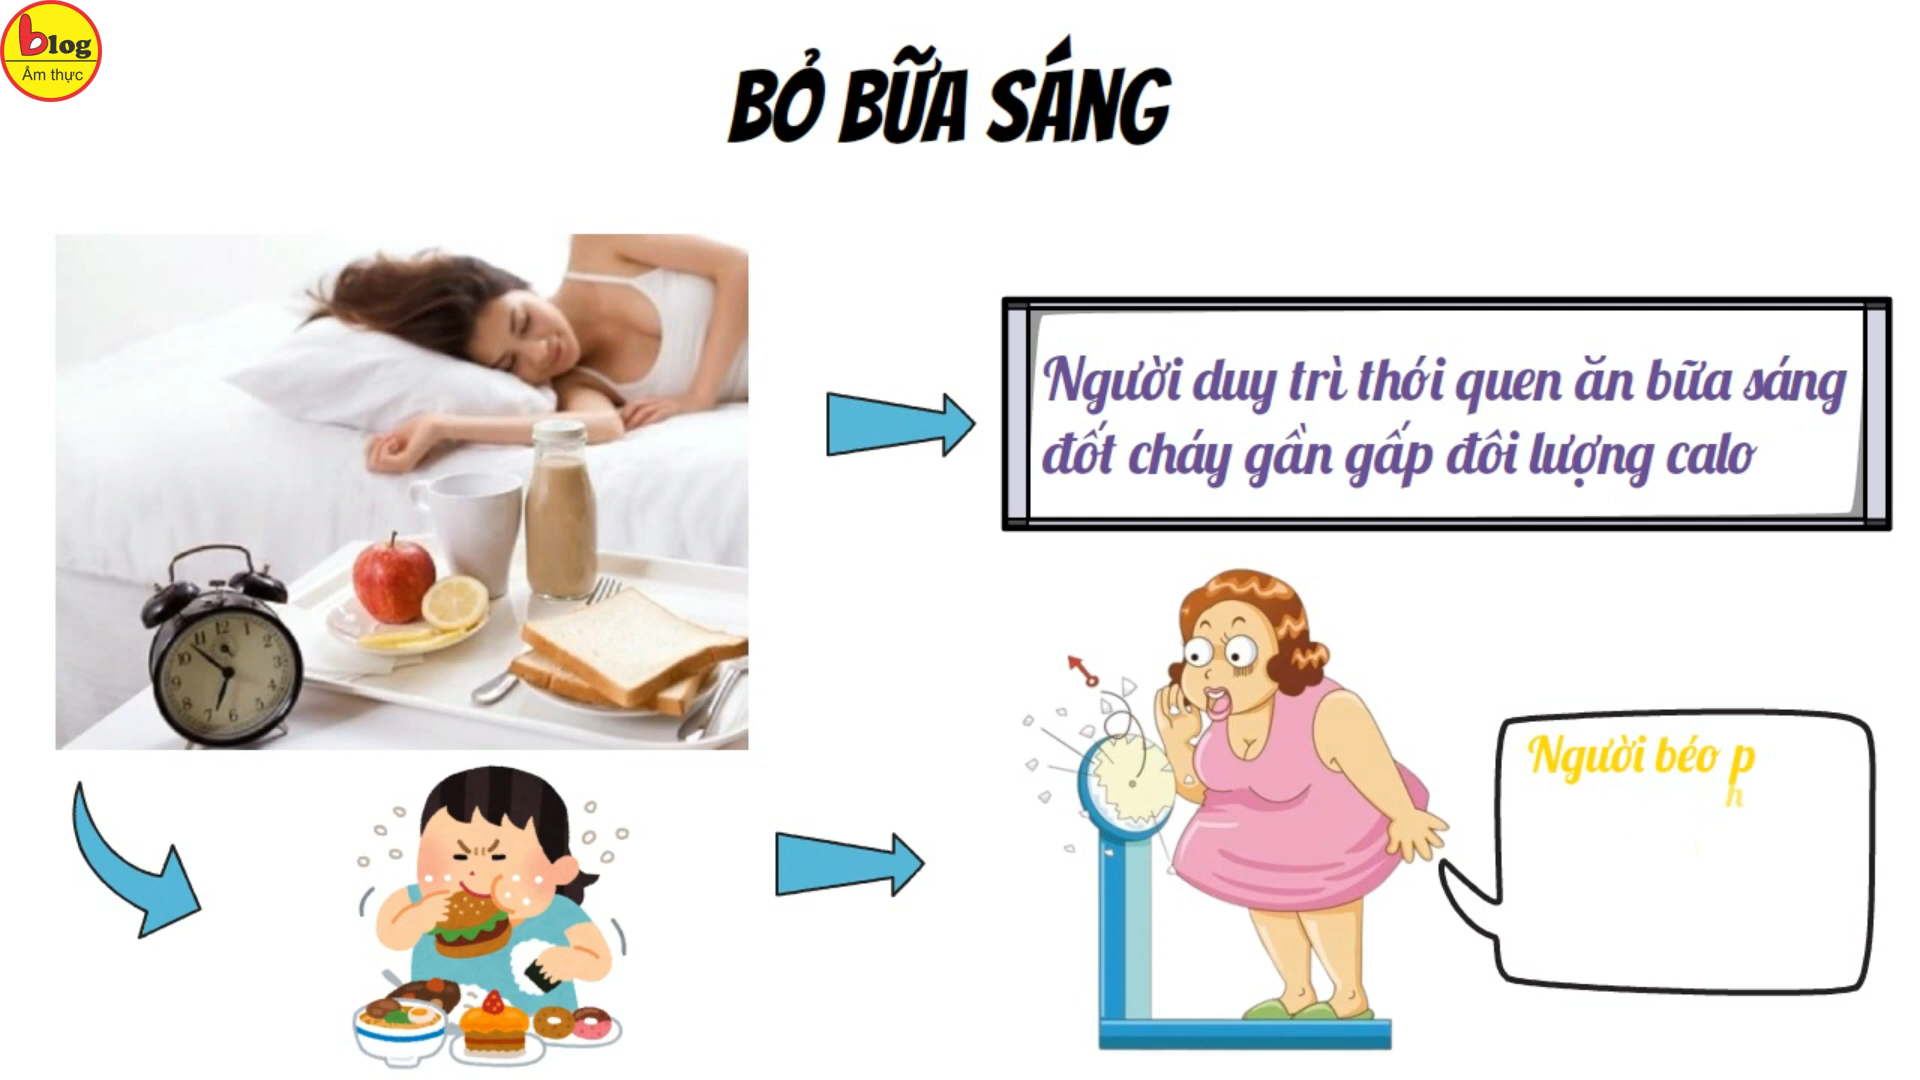 blog
Ẩm thực
BỎ BỮA SÁNG
Người duy trì thói quen ăn bữa sáng
đốt cháy gần gấp đôi lượng calo
Người béo p
h